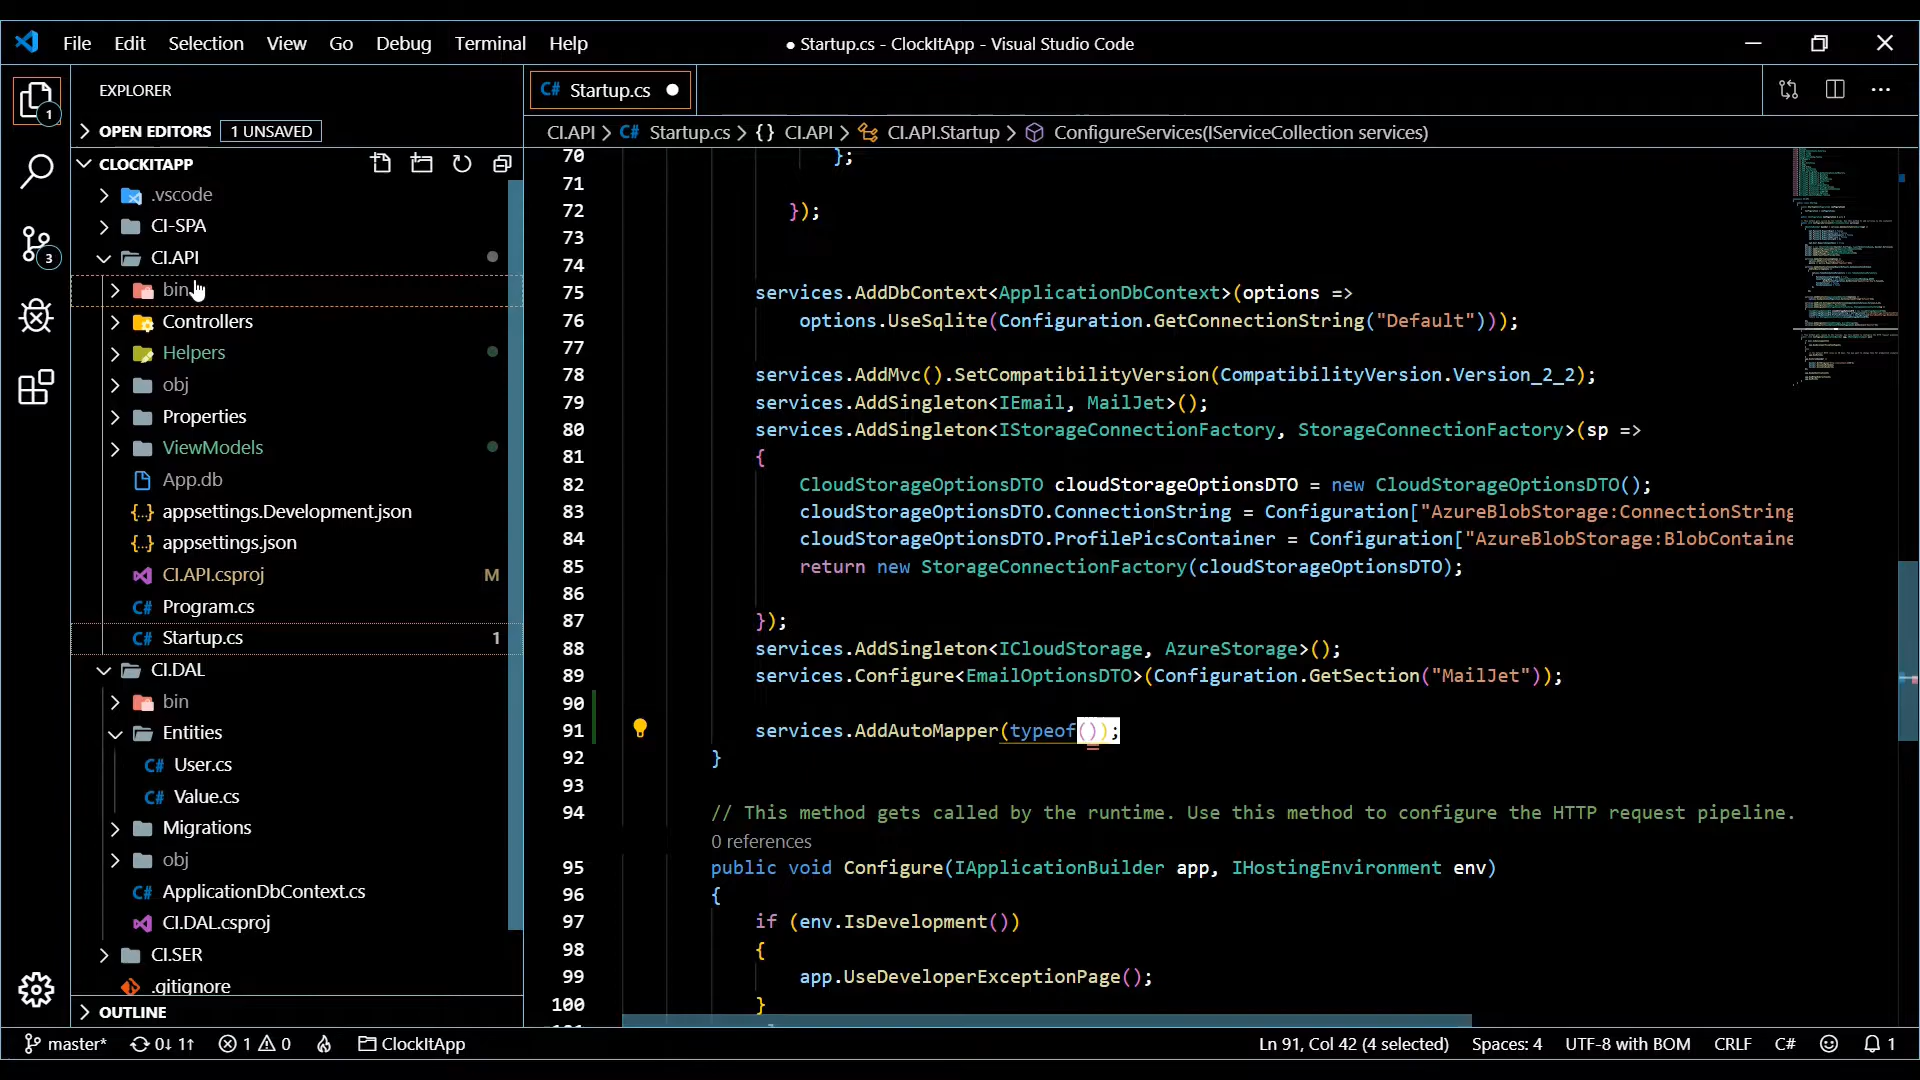 File Edit Selection View Go Debug Terminal Help
● Startup.cs - ClockItApp - Visual Studio Code
EXPLORER
OPEN EDITORS 1 UNSAVED
CLOCKITAPP
.vscode
CI-SPA
CI.API
bin
Controllers
Helpers
obj
Properties
ViewModels
App.db
appsettings.Development.json
appsettings.json
CI.API.csproj M
Program.cs
Startup.cs 1
CI.DAL
bin
Entities
User.cs
Value.cs
Migrations
obj
ApplicationDbContext.cs
CI.DAL.csproj
CI.SER
.gitignore
OUTLINE
1
3
C# Startup.cs ●
CI.API > C# Startup.cs > {} CI.API > CI.API.Startup > ConfigureServices(IServiceCollection services)
70 };
71
72 });
73
74
75 services.AddDbContext<ApplicationDbContext>(options =>
76 options.UseSqlite(Configuration.GetConnectionString("Default")));
77
78 services.AddMvc().SetCompatibilityVersion(CompatibilityVersion.Version_2_2);
79 services.AddSingleton<IEmail, MailJet>();
80 services.AddSingleton<IStorageConnectionFactory, StorageConnectionFactory>(sp =>
81 {
82 CloudStorageOptionsDTO cloudStorageOptionsDTO = new CloudStorageOptionsDTO();
83 cloudStorageOptionsDTO.ConnectionString = Configuration["AzureBlobStorage:ConnectionString
84 cloudStorageOptionsDTO.ProfilePicsContainer = Configuration["AzureBlobStorage:BlobContaine
85 return new StorageConnectionFactory(cloudStorageOptionsDTO);
86
87 });
88 services.AddSingleton<ICloudStorage, AzureStorage>();
89 services.Configure<EmailOptionsDTO>(Configuration.GetSection("MailJet"));
90
91 services.AddAutoMapper(typeof());
92 }
93
94 // This method gets called by the runtime. Use this method to configure the HTTP request pipeline.
0 references
95 public void Configure(IApplicationBuilder app, IHostingEnvironment env)
96 {
97 if (env.IsDevelopment())
98 {
99 app.UseDeveloperExceptionPage();
100 }
master* 0↓ 1↑ 1 0 ClockItApp Ln 91, Col 42 (4 selected) Spaces: 4 UTF-8 with BOM CRLF C# 1